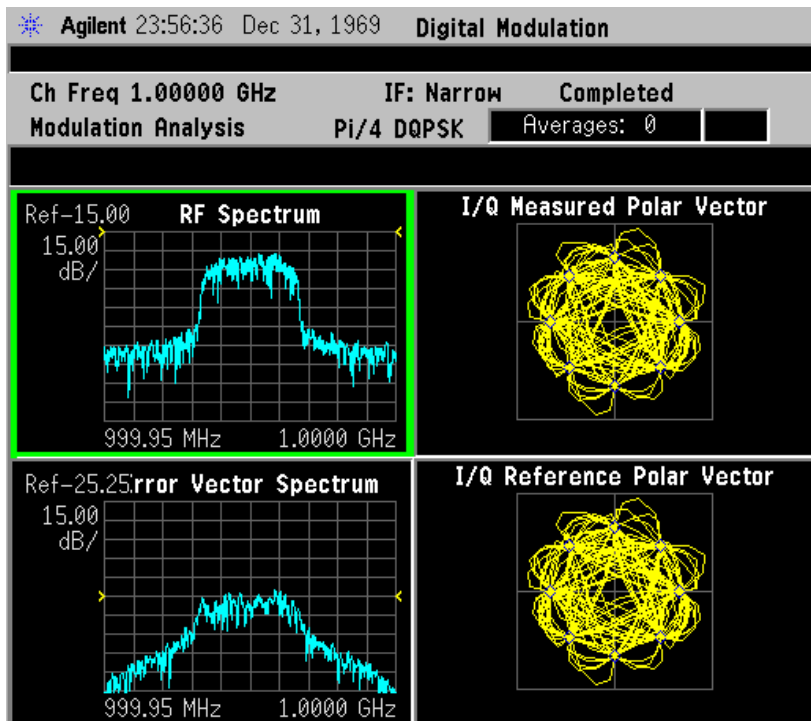 Agilent 23:56:36 Dec 31, 1969 Digital Modulation
Ch Freq 1.00000 GHz IF: Narrow Completed
Modulation Analysis Pi/4 DQPSK Averages: 0
Ref-15.00 RF Spectrum
15.00
dB/
999.95 MHz 1.0000 GHz
I/Q Measured Polar Vector
Ref-25.25 rror Vector Spectrum
15.00
dB/
999.95 MHz 1.0000 GHz
I/Q Reference Polar Vector